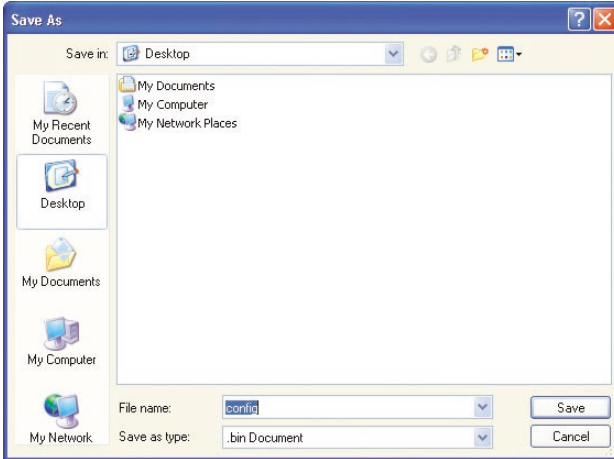 Save As
Save in: Desktop
My Documents
My Computer
My Network Places
My Recent
Documents
Desktop
My Documents
My Computer
My Network
File name: config
Save
Save as type: .bin Document
Cancel